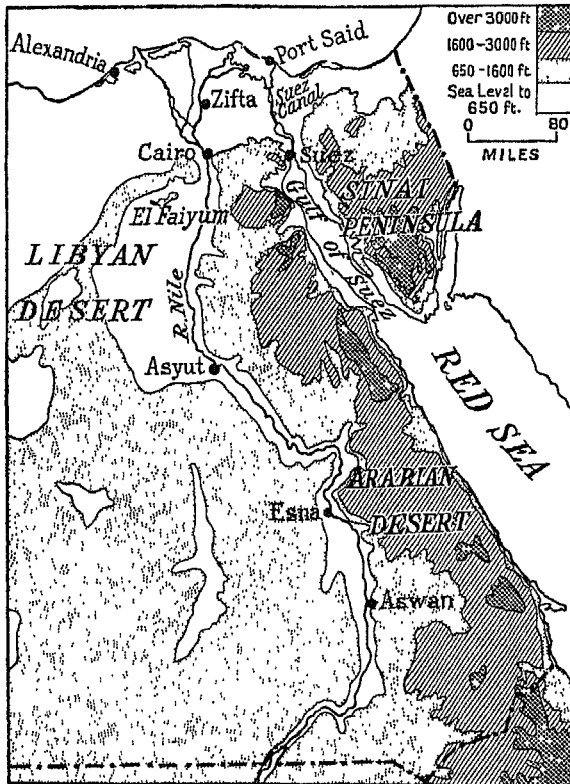 Over 3000 ft
1600-3000 ft
650-1600 ft
Sea Level to
650 ft.
0 80
MILES
Alexandria
Port Said
Suez
Canal
Zifta
Cairo
Suez
SINAI
PENINSULA
El Faiyum
Gulf of Suez
LIBYAN
DESERT
R. Nile
Asyut
RED SEA
ARABIAN
DESERT
Esna
Aswan